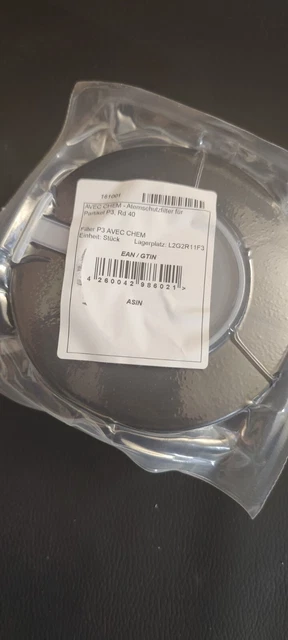 161001
AVEC CHEM - Atemschutzfilter für
Partikel P3, Rd 40
Filter P3 AVEC CHEM
Einheit: Stück Lagerplatz: L2G2R11F3
EAN / GTIN
4 260042 986021 >
ASIN